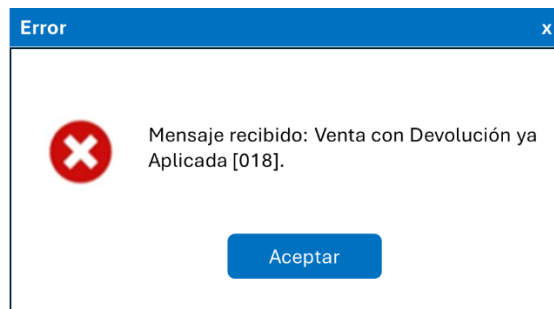 Error x
Mensaje recibido: Venta con Devolución ya
Aplicada [018].
Aceptar